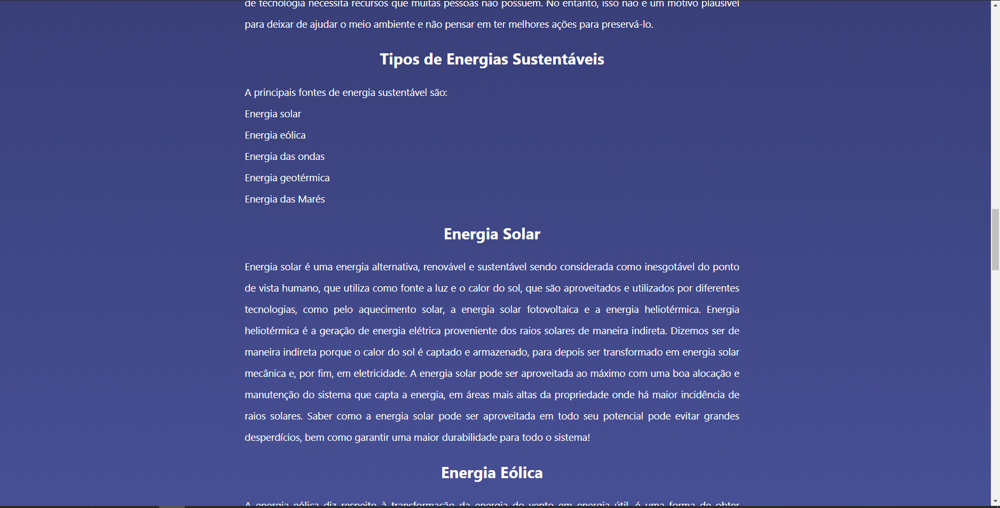 de tecnologia necessita recursos que muitas pessoas não possuem. No entanto, isso não é um motivo plausível
para deixar de ajudar o meio ambiente e não pensar em ter melhores ações para preservá-lo.
Tipos de Energias Sustentáveis
A principais fontes de energia sustentável são:
Energia solar
Energia eólica
Energia das ondas
Energia geotérmica
Energia das Marés
Energia Solar
Energia solar é uma energia alternativa, renovável e sustentável sendo considerada como inesgotável do ponto
de vista humano, que utiliza como fonte a luz e o calor do sol, que são aproveitados e utilizados por diferentes
tecnologias, como pelo aquecimento solar, a energia solar fotovoltaica e a energia heliotérmica. Energia
heliotérmica é a geração de energia elétrica proveniente dos raios solares de maneira indireta. Dizemos ser de
maneira indireta porque o calor do sol é captado e armazenado, para depois ser transformado em energia solar
mecânica e, por fim, em eletricidade. A energia solar pode ser aproveitada ao máximo com uma boa alocação e
manutenção do sistema que capta a energia, em áreas mais altas da propriedade onde há maior incidência de
raios solares. Saber como a energia solar pode ser aproveitada em todo seu potencial pode evitar grandes
desperdícios, bem como garantir uma maior durabilidade para todo o sistema!
Energia Eólica
A energia eólica diz respeito à transformação da energia do vento em energia útil, é uma forma de obter